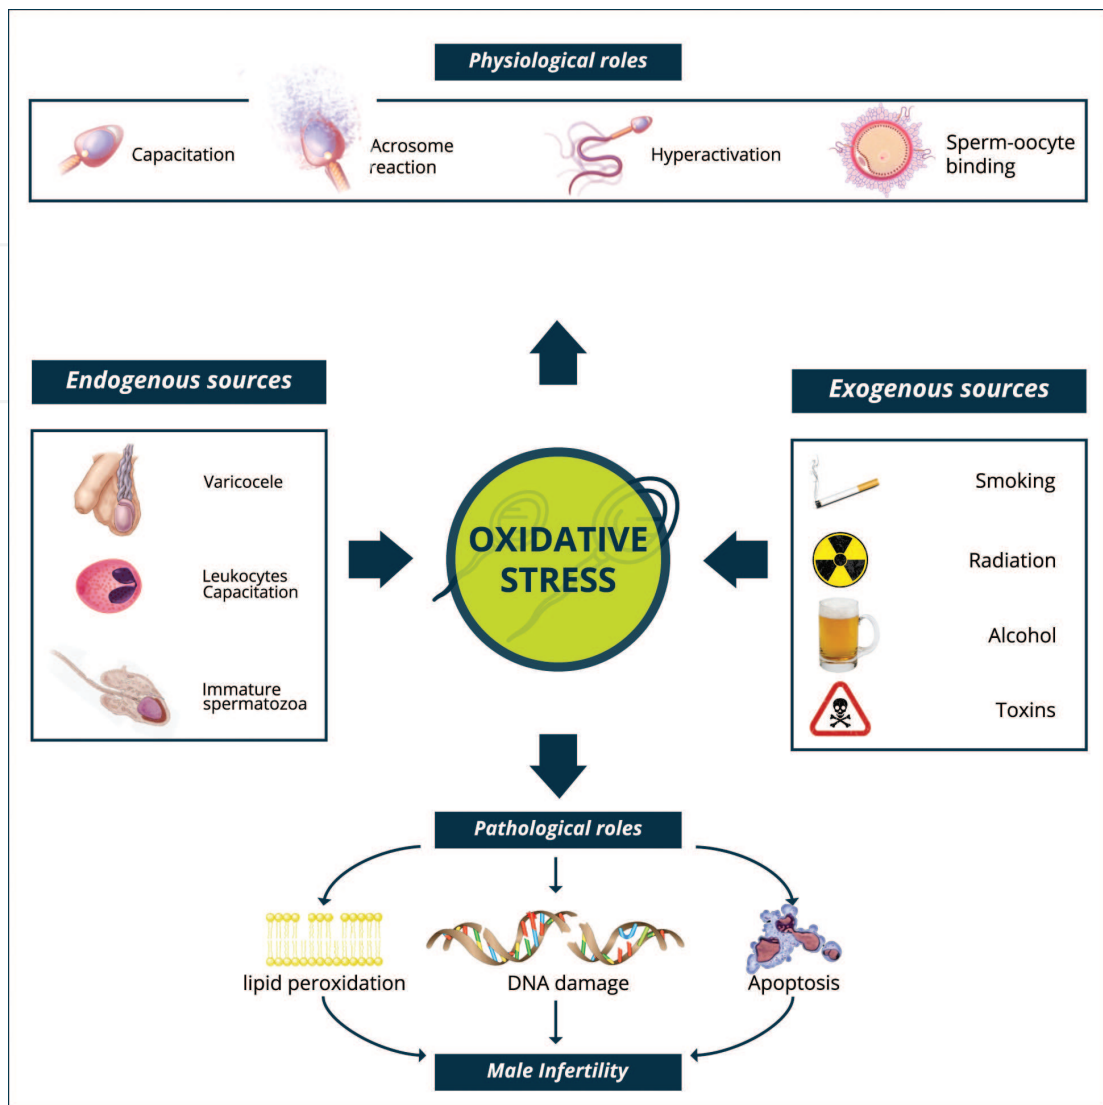 Physiological roles
Capacitation
Acrosome
reaction
Hyperactivation
Sperm-oocyte
binding
Endogenous sources
Varicocele
Leukocytes
Capacitation
Immature
spermatozoa
OXIDATIVE
STRESS
Exogenous sources
Smoking
Radiation
Alcohol
Toxins
Pathological roles
lipid peroxidation
DNA damage
Apoptosis
Male Infertility